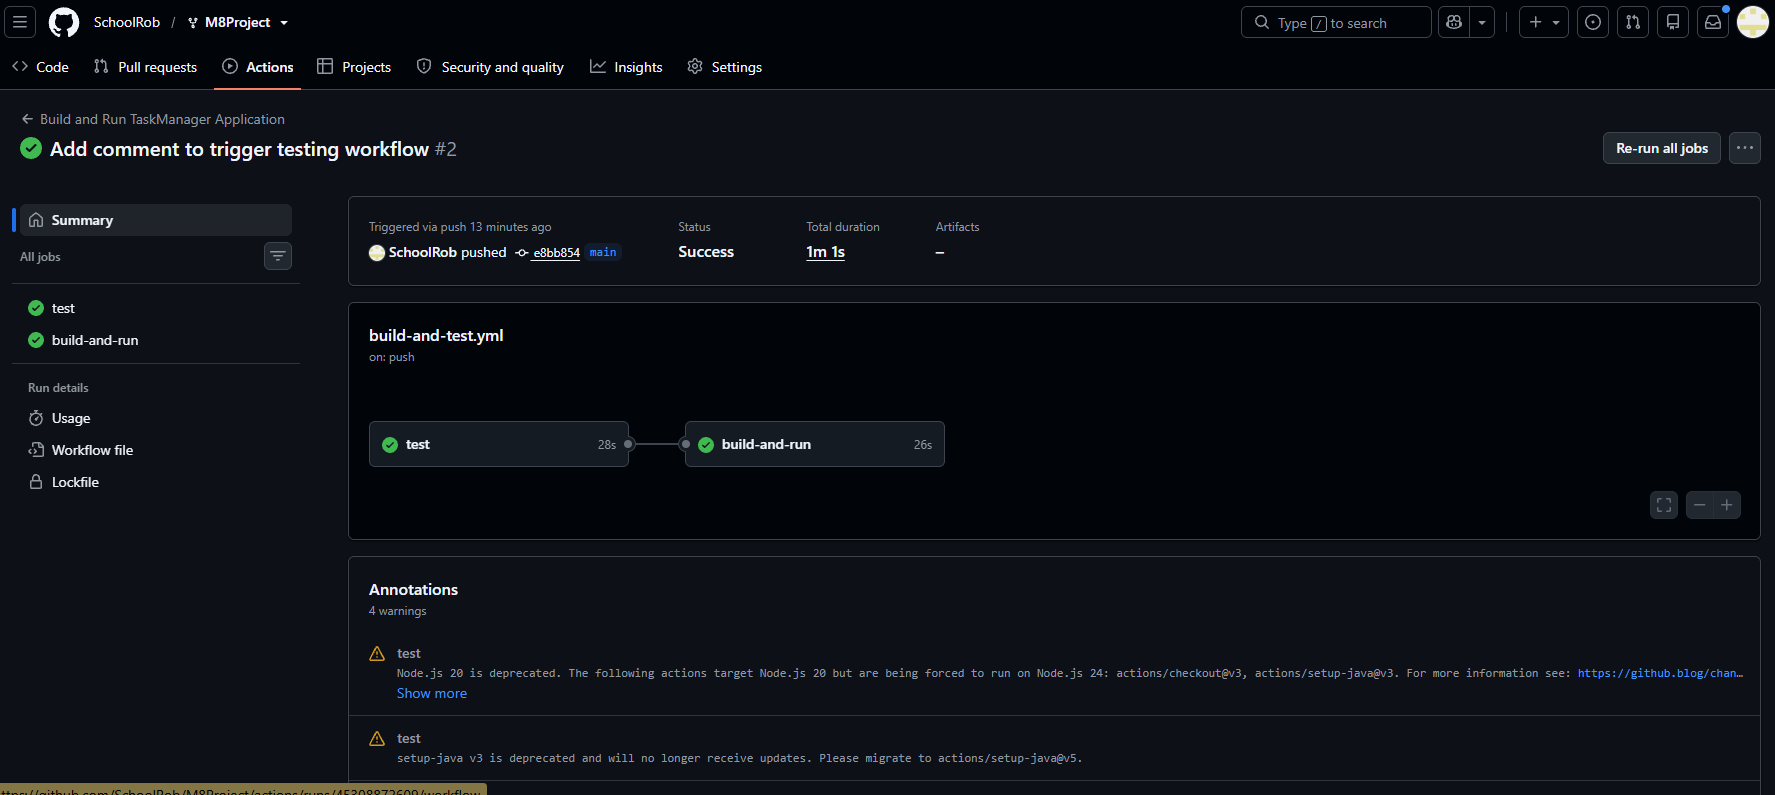 SchoolRob / M8Project
Type / to search
Code Pull requests Actions Projects Security and quality Insights Settings
Build and Run TaskManager Application
Add comment to trigger testing workflow #2
Re-run all jobs
Summary
All jobs
test
build-and-run
Run details
Usage
Workflow file
Lockfile
Triggered via push 13 minutes ago
SchoolRob pushed e8bb854 main
Status
Success
Total duration
1m 1s
Artifacts
–
build-and-test.yml
on: push
test 28s
build-and-run 26s
Annotations
4 warnings
test
Node.js 20 is deprecated. The following actions target Node.js 20 but are being forced to run on Node.js 24: actions/checkout@v3, actions/setup-java@v3. For more information see: https://github.blog/chan…
Show more
test
setup-java v3 is deprecated and will no longer receive updates. Please migrate to actions/setup-java@v5.